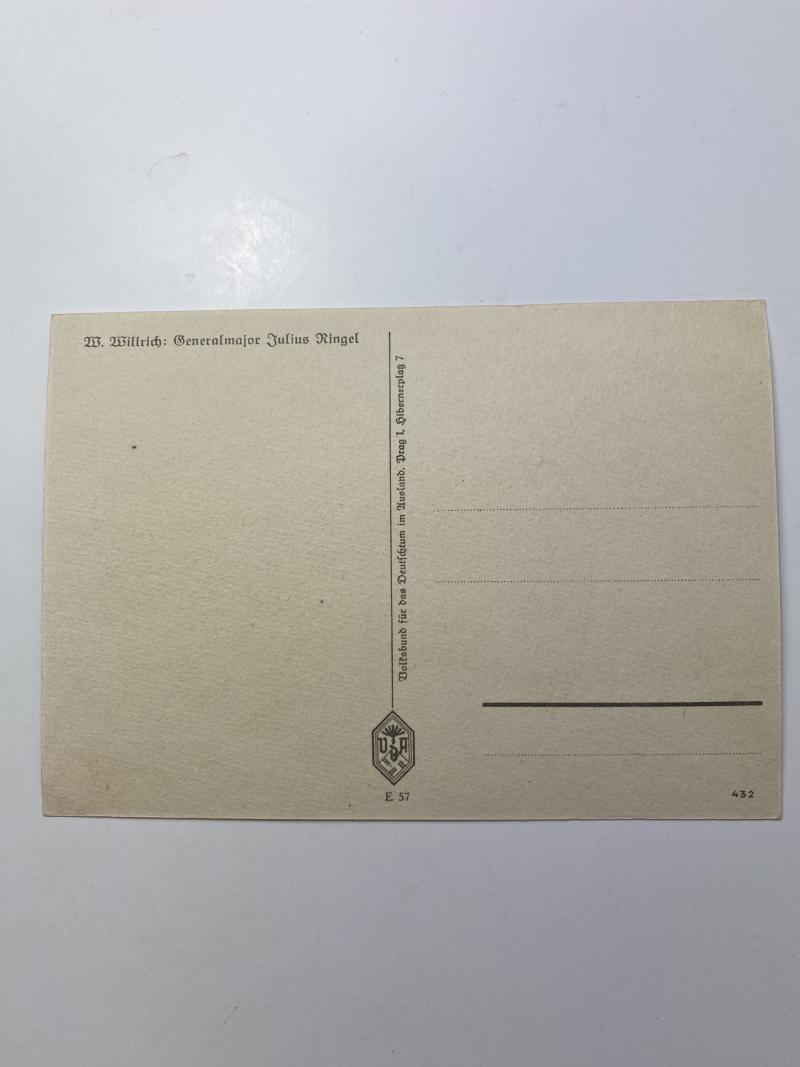 W. Willrich: Generalmajor Julius Ringel
Volksbund für das Deutschtum im Ausland. Prag I, Hibernerplatz 7
VDA
E 57
432